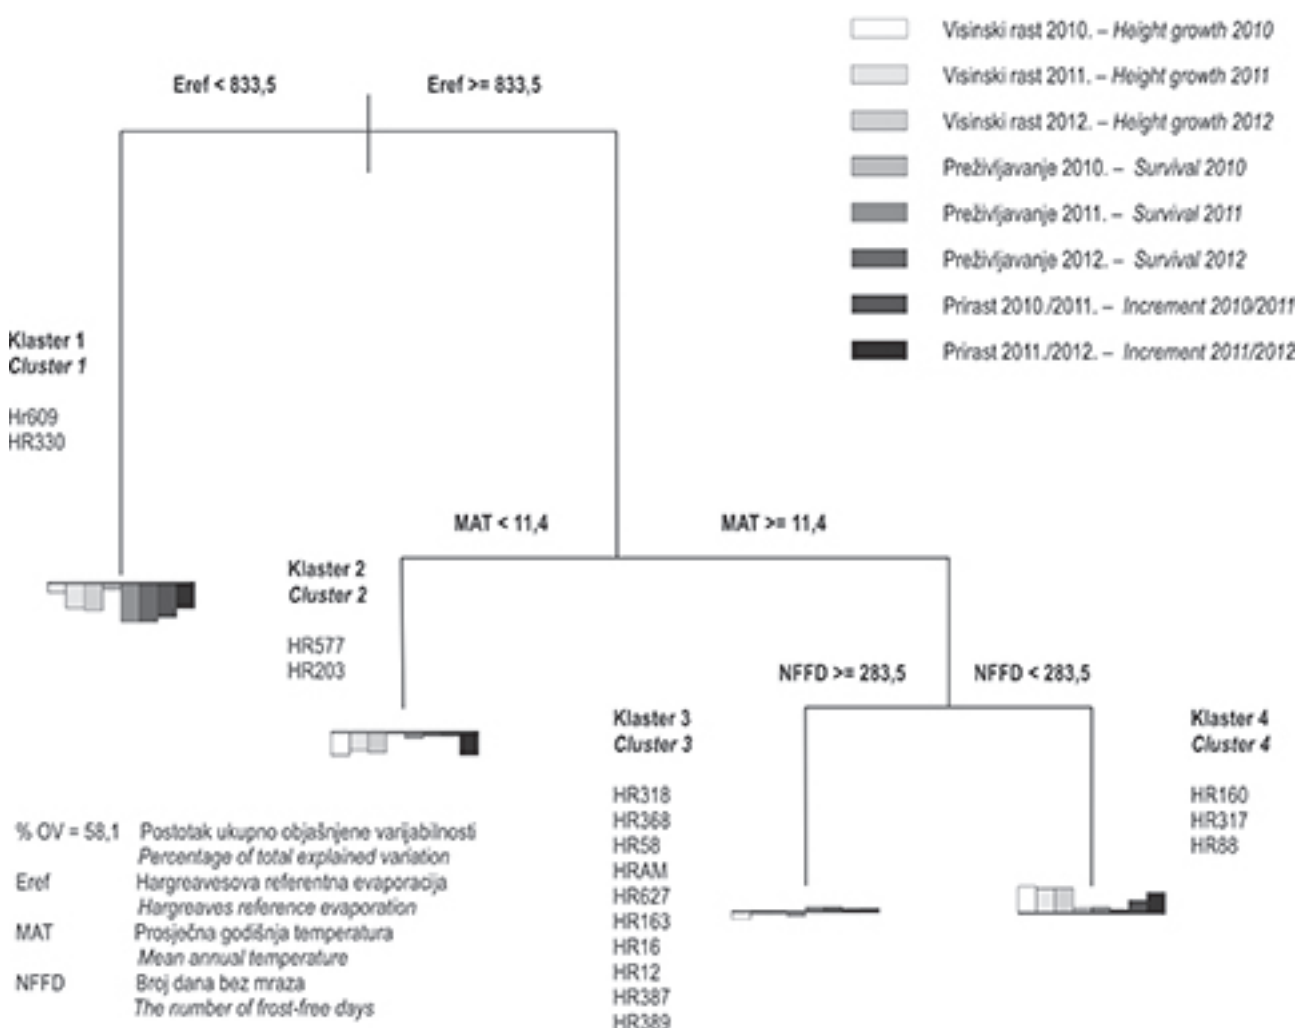 Visinski rast 2010. – Height growth 2010
Visinski rast 2011. – Height growth 2011
Visinski rast 2012. – Height growth 2012
Preživljavanje 2010. – Survival 2010
Preživljavanje 2011. – Survival 2011
Preživljavanje 2012. – Survival 2012
Prirast 2010./2011. – Increment 2010/2011
Prirast 2011./2012. – Increment 2011/2012
Eref < 833,5
Eref >= 833,5
Klaster 1
Cluster 1
Hr609
HR330
MAT < 11,4
MAT >= 11,4
Klaster 2
Cluster 2
HR577
HR203
NFFD >= 283,5
NFFD < 283,5
Klaster 3
Cluster 3
HR318
HR368
HR58
HRAM
HR627
HR163
HR16
HR12
HR387
HR389
Klaster 4
Cluster 4
HR160
HR317
HR88
% OV = 58,1 Postotak ukupno objašnjene varijabilnosti
Percentage of total explained variation
Eref Hargreavesova referentna evaporacija
Hargreaves reference evaporation
MAT Prosječna godišnja temperatura
Mean annual temperature
NFFD Broj dana bez mraza
The number of frost-free days